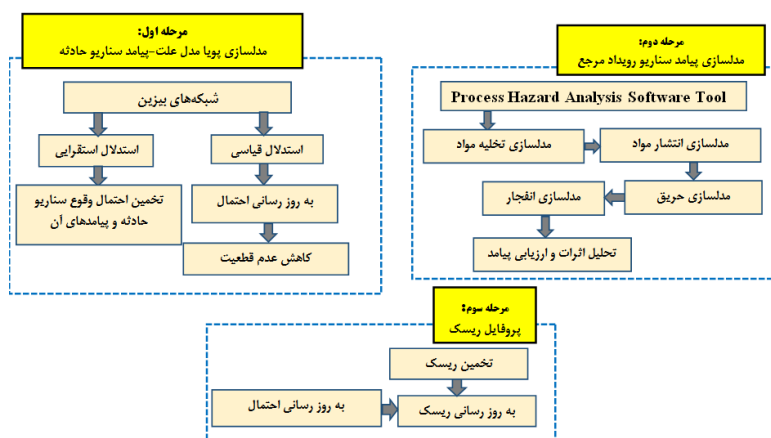 مرحله اول:
مدلسازی پویا مدل علت-پیامد سناریو حادثه
شبکه‌های بیزین
استدلال قیاسی
استدلال استقرایی
به روز رسانی احتمال
تخمین احتمال وقوع سناریو
حادثه و پیامدهای آن
کاهش عدم قطعیت
مرحله دوم:
مدلسازی پیامد سناریو رویداد مرجع
Process Hazard Analysis Software Tool
مدلسازی تخلیه مواد
مدلسازی انتشار مواد
مدلسازی حریق
مدلسازی انفجار
تحلیل اثرات و ارزیابی پیامد
مرحله سوم:
پروفایل ریسک
تخمین ریسک
به روز رسانی احتمال
به روز رسانی ریسک